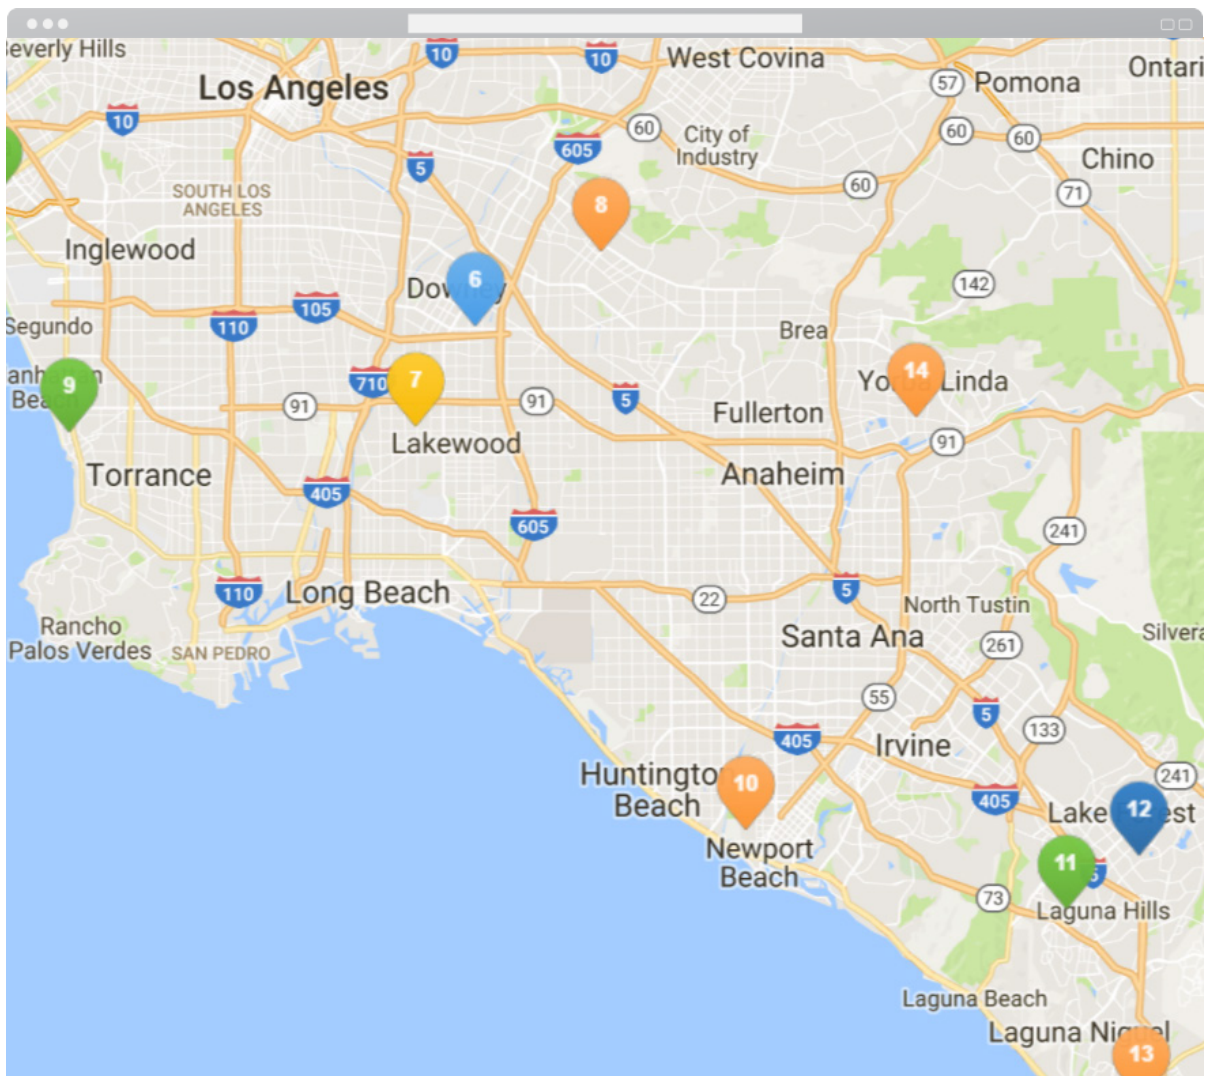 Beverly Hills
Los Angeles
10
10
West Covina
57
Pomona
Ontari
10
60
City of
Industry
60
60
Chino
605
5
60
71
SOUTH LOS
ANGELES
8
Inglewood
6
142
105
110
Segundo
Brea
9
710
7
14
Linda
91
91
5
Fullerton
91
Lakewood
Torrance
Anaheim
405
605
241
110
Long Beach
22
5
North Tustin
Rancho
Palos Verdes
SAN PEDRO
Santa Ana
261
Silvera
55
5
405
Irvine
133
Huntington
Beach
10
405
241
Lake
12
est
Newport
Beach
11
5
73
Laguna Hills
Laguna Beach
Laguna Niguel
13